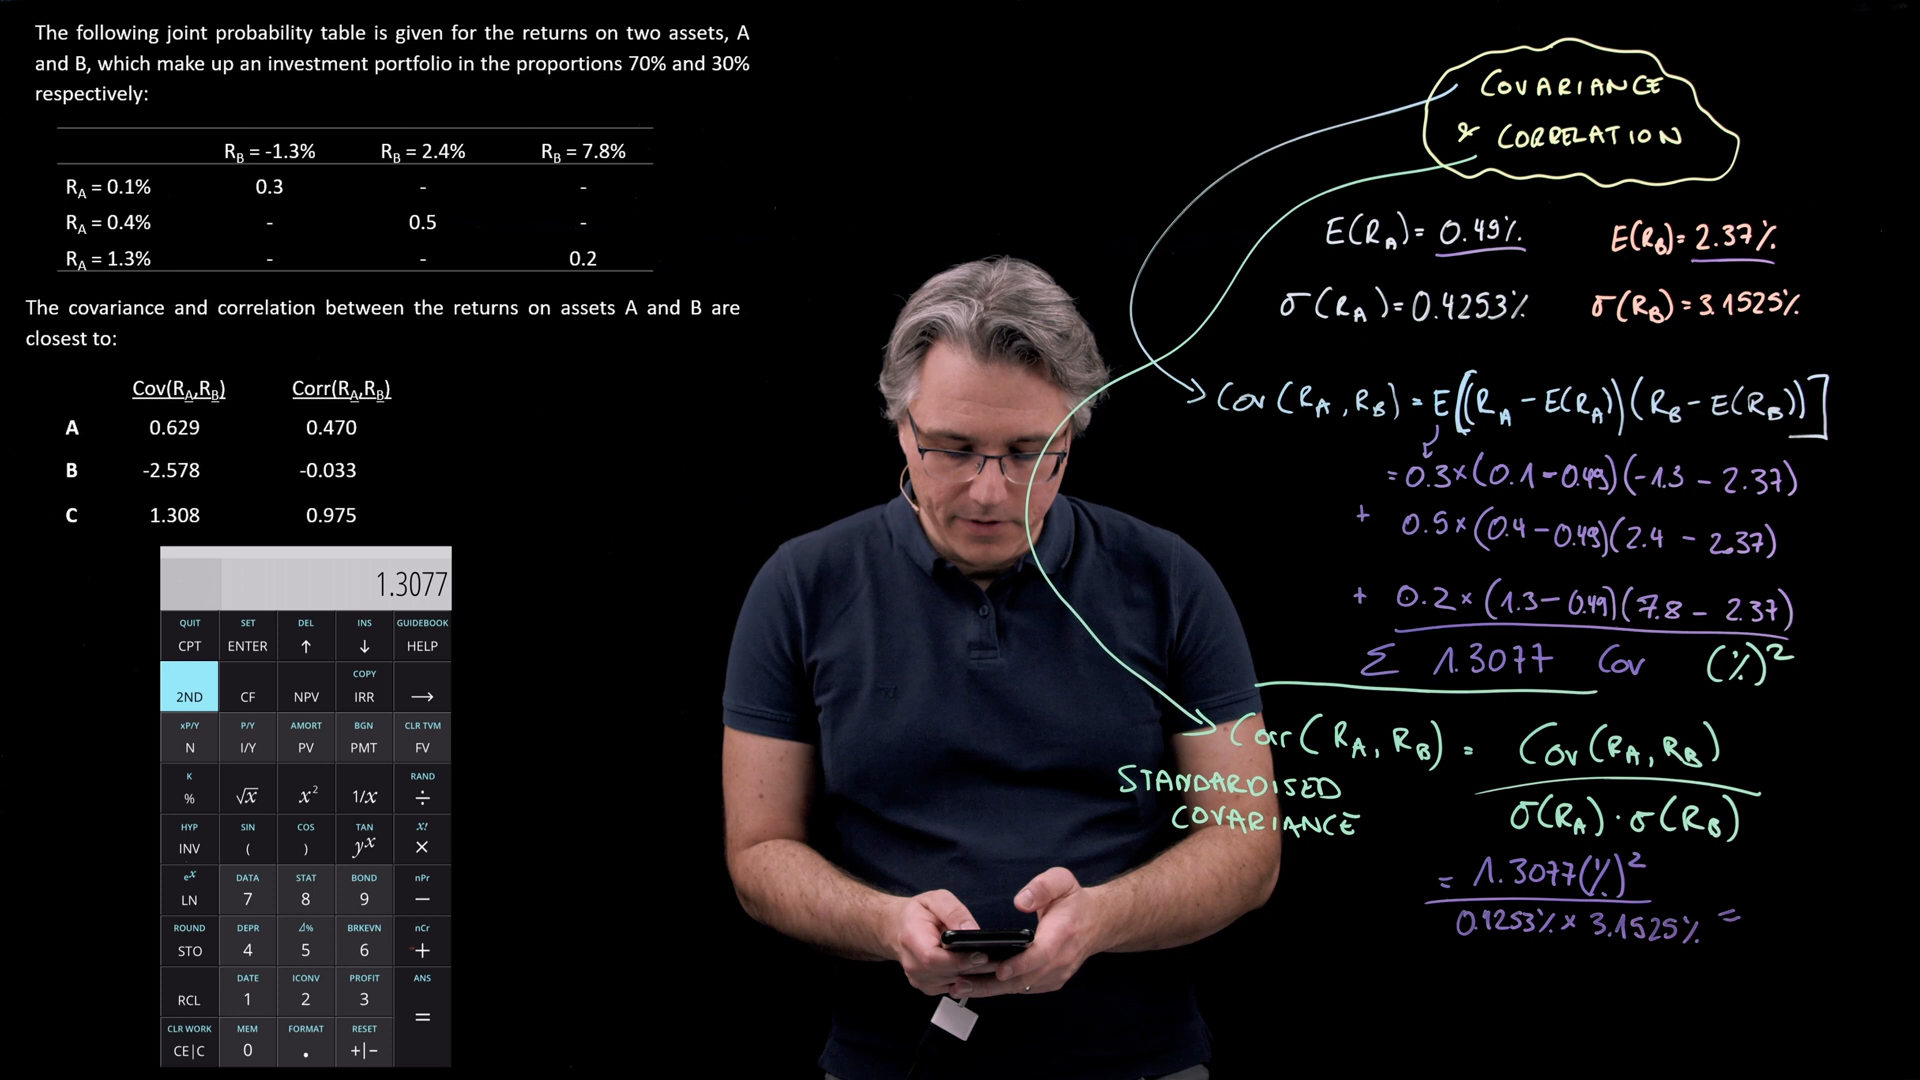 The following joint probability table is given for the returns on two assets, A
and B, which make up an investment portfolio in the proportions 70% and 30%
respectively:
R_B = -1.3% R_B = 2.4% R_B = 7.8%
R_A = 0.1% 0.3 - -
R_A = 0.4% - 0.5 -
R_A = 1.3% - - 0.2
The covariance and correlation between the returns on assets A and B are
closest to:
Cov(R_A,R_B) Corr(R_A,R_B)
A 0.629 0.470
B -2.578 -0.033
C 1.308 0.975
1.3077
QUIT SET DEL INS GUIDEBOOK
CPT ENTER ↑ ↓ HELP
COPY
2ND CF NPV IRR →
xP/Y P/Y AMORT BGN CLR TVM
N I/Y PV PMT FV
K RAND
% √x x² 1/x ÷
HYP SIN COS TAN x!
INV ( ) y^x ×
e^x DATA STAT BOND nPr
LN 7 8 9 −
ROUND DEPR Δ% BRKEVN nCr
STO 4 5 6 +
DATE ICONV PROFIT ANS
RCL 1 2 3 =
CLR WORK MEM FORMAT RESET
CE|C 0 . +|−
COVARIANCE
& CORRELATION
E(R_A) = 0.49% E(R_B) = 2.37%
σ(R_A) = 0.4253% σ(R_B) = 3.1525%
Cov(R_A, R_B) = E[(R_A − E(R_A))(R_B − E(R_B))]
= 0.3×(0.1−0.49)(−1.3 − 2.37)
+ 0.5×(0.4−0.49)(2.4 − 2.37)
+ 0.2×(1.3−0.49)(7.8 − 2.37)
Σ 1.3077 Cov (%)²
Corr(R_A, R_B) = Cov(R_A, R_B)
σ(R_A) · σ(R_B)
STANDARDISED
COVARIANCE
= 1.3077(%)²
0.4253% × 3.1525% =